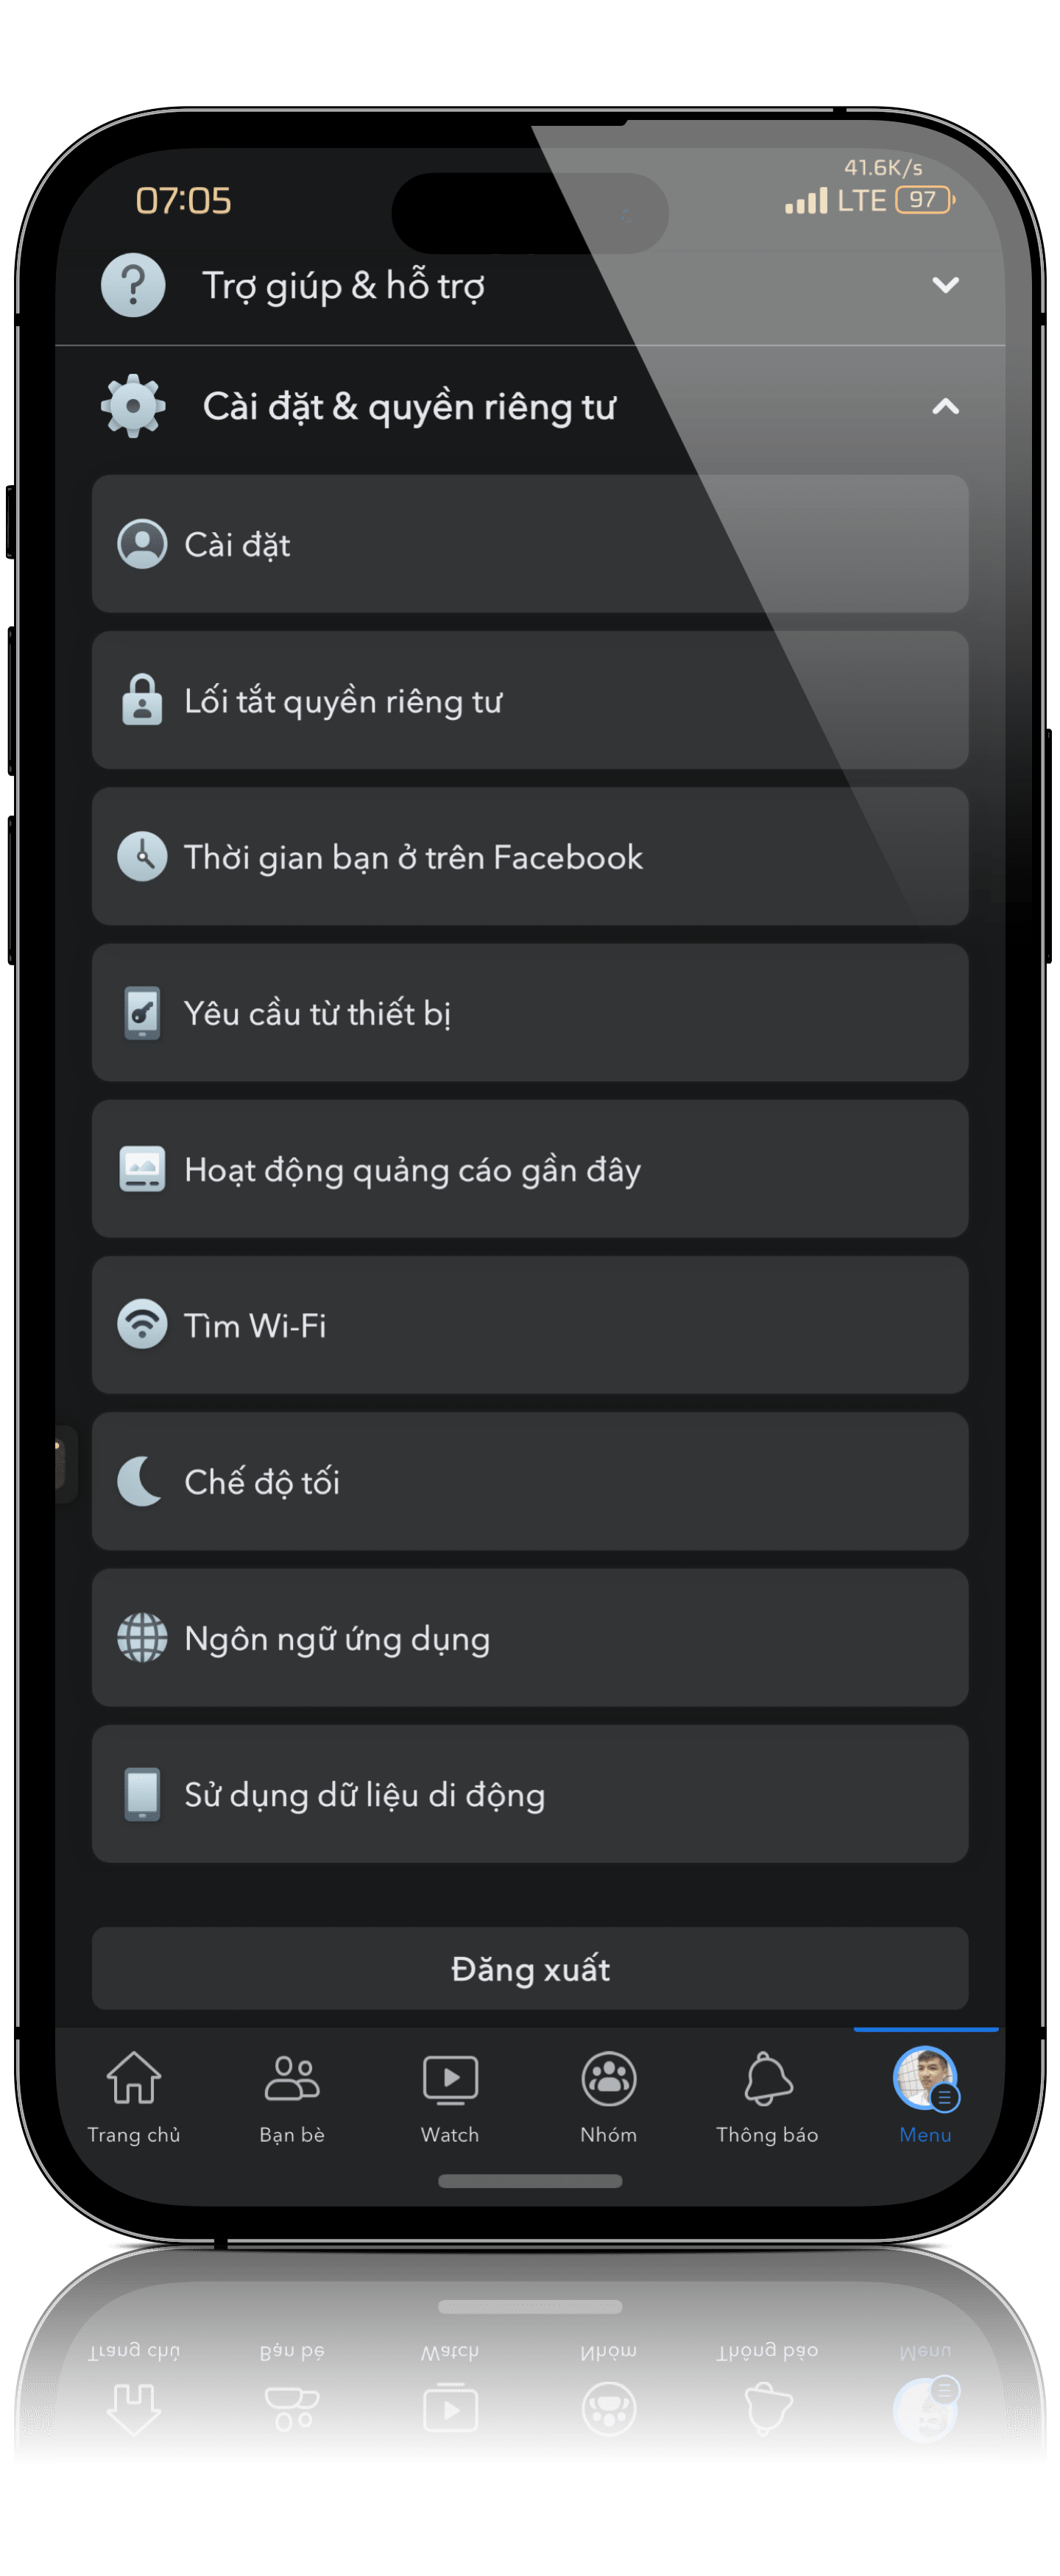 07:05
41.6K/s
LTE 97
Trợ giúp & hỗ trợ
Cài đặt & quyền riêng tư
Cài đặt
Lối tắt quyền riêng tư
Thời gian bạn ở trên Facebook
Yêu cầu từ thiết bị
Hoạt động quảng cáo gần đây
Tìm Wi-Fi
Chế độ tối
Ngôn ngữ ứng dụng
Sử dụng dữ liệu di động
Đăng xuất
Trang chủ Bạn bè Watch Nhóm Thông báo Menu